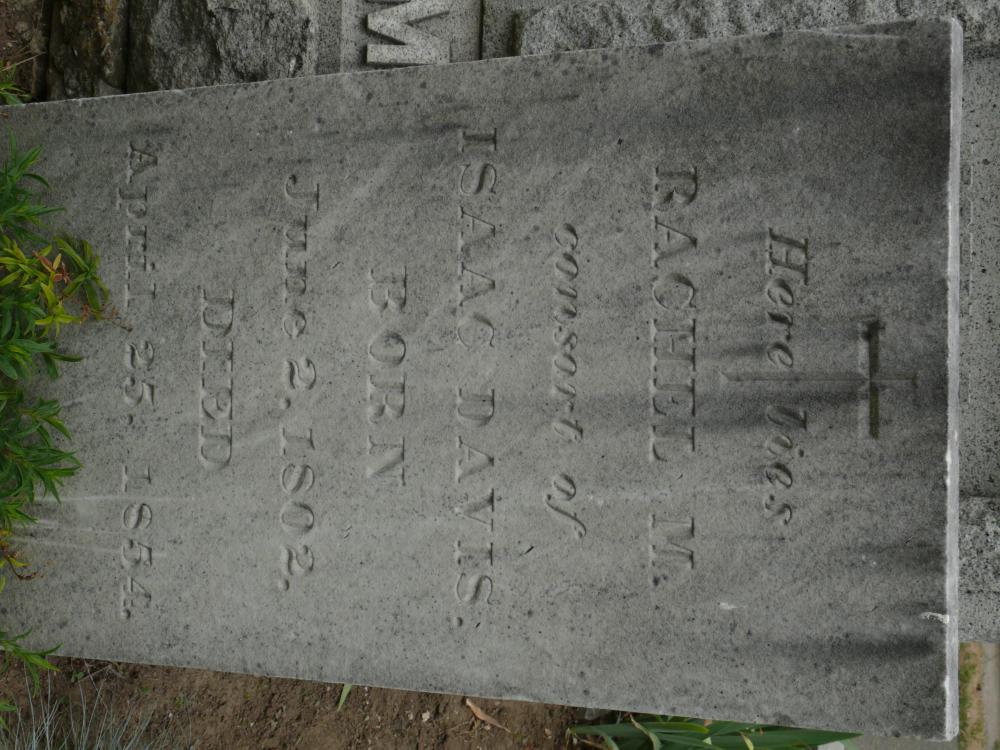 Here lies
RACHEL M.
consort of
ISAAC DAVIS.
BORN
June 2, 1802,
DIED
April 25. 1854.
M